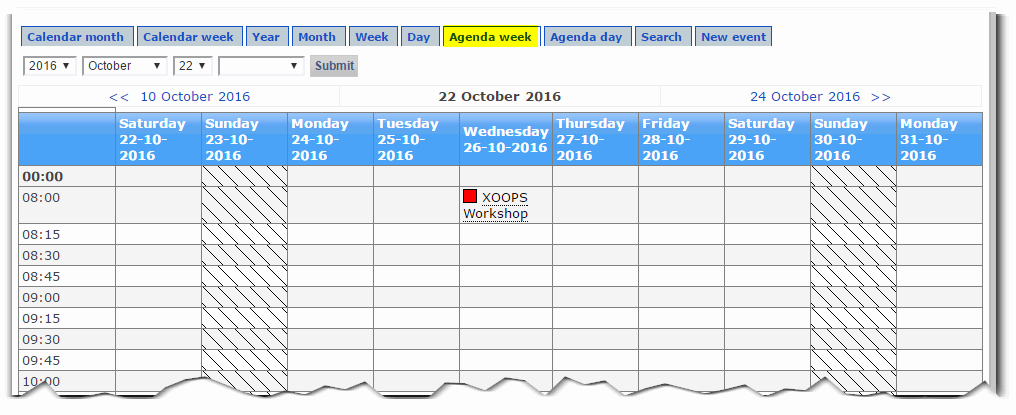 Calendar month Calendar week Year Month Week Day Agenda week Agenda day Search New event
2016 October 22 Submit
<< 10 October 2016 22 October 2016 24 October 2016 >>
Saturday 22-10-2016 Sunday 23-10-2016 Monday 24-10-2016 Tuesday 25-10-2016 Wednesday 26-10-2016 Thursday 27-10-2016 Friday 28-10-2016 Saturday 29-10-2016 Sunday 30-10-2016 Monday 31-10-2016
00:00
08:00 XOOPS
Workshop
08:15
08:30
08:45
09:00
09:15
09:30
09:45
10:00